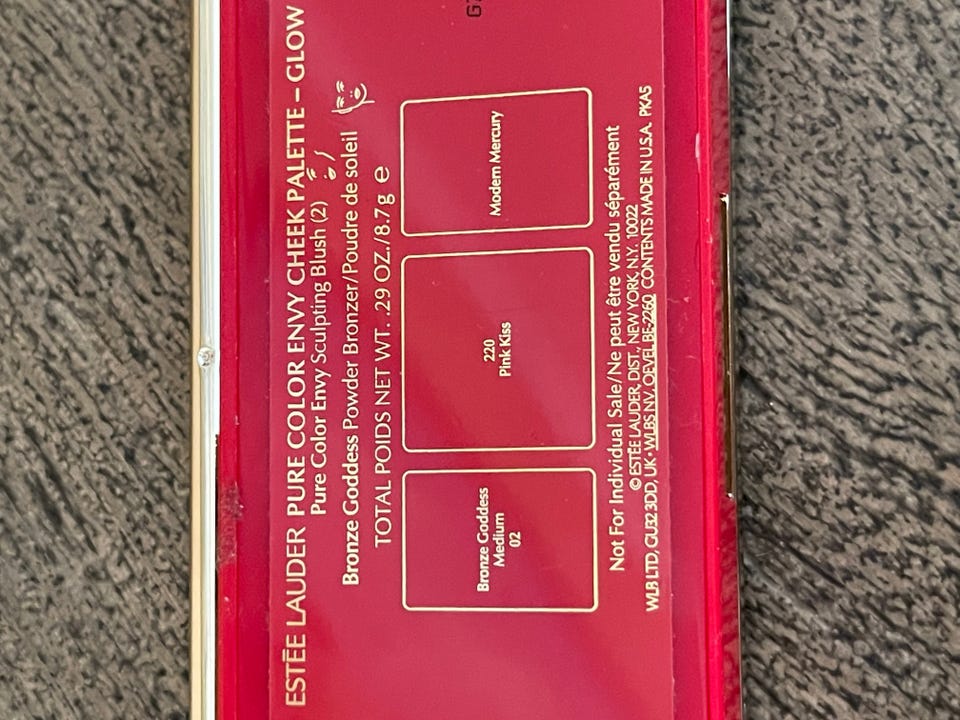 ESTĒE LAUDER PURE COLOR ENVY CHEEK PALETTE – GLOW
Pure Color Envy Sculpting Blush (2)
Bronze Goddess Powder Bronzer/Poudre de soleil
TOTAL POIDS NET WT. .29 OZ./8.7 g ℮
Bronze Goddess
Medium
02
220
Pink Kiss
Modern Mercury
Not For Individual Sale/Ne peut être vendu séparément
© ESTĒE LAUDER, DIST., NEW YORK, N.Y. 10022
WLB LTD, GU32 3DD, UK • WLBS NV, OEVEL BE-2260 CONTENTS MADE IN U.S.A. PKA5